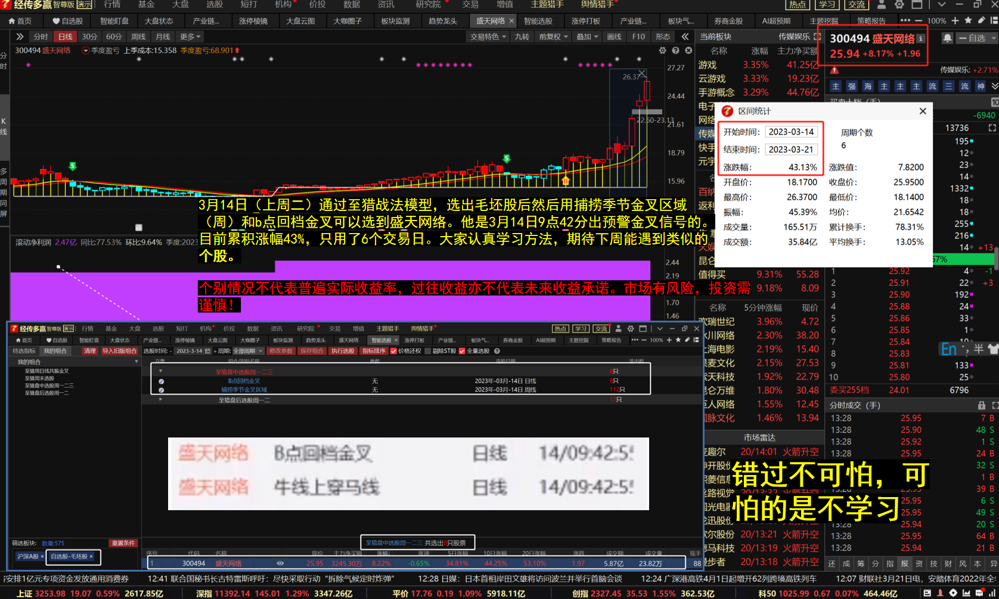 经传多赢 智尊版 演示 行情 基金 大盘 选股 短打 机构 价投 数据 资讯 研究院 交易 增值 主题猎手 舆情猎手 热点 学习 交流
首页 自选股 智能盯盘 大盘状态 产业链... 涨停棱镜 大盘云图 大咖圈子 板块监测 趋势龙头 盛天网络 × 智能选股 涨停打板 产业链... 板块气... 券商金股 AI超预期 主题挖掘 策略报告 100%
分时 日线 30分 60分 周线 月线 更多 交易特色 九转 前复权 叠加 画线 F10 形态
300494 盛天网络 季度盈亏 上季成本:15.358 季度盈亏:68.901
26.37
22.50-23.13
27.27
24.44
21.61
18.79
15.96
分时
K线
多周期同屏
3月14日（上周二）通过至猎战法模型，选出毛坯股后然后用捕捞季节金叉区域
（周）和b点回档金叉可以选到盛天网络。他是3月14日9点42分出预警金叉信号的。
目前累积涨幅43%，只用了6个交易日。大家认真学习方法，期待下周能遇到类似的
个股。
滚动净利润 2.47亿 同比:77.53% 环比:9.64% 季度:2023
2.44
2.19
1.70
1.46
个别情况不代表普遍实际收益率，过往收益亦不代表未来收益承诺。市场有风险，投资需
谨慎！
当前板块 传媒娱乐
名称 涨幅 主力净买额
游戏 3.35% 41.25亿
云游戏 3.33% 19.23亿
手游概念 3.29% 44.76亿
300494 盛天网络
25.94 +8.17% +1.96
自选
传媒娱乐: +2.71%
主 强 海 主 主 主 流 三 流 神
-6940
13736
195
12
23
14
1332
18
18
255
216
14 +13
区间统计
开始时间: 2023-03-14 周期个数
结束时间: 2023-03-21 6
涨跌幅: 43.13% 涨跌值: 7.8200
开盘价: 18.1700 收盘价: 25.9500
最高价: 26.3700 最低价: 18.1400
振幅: 45.39% 均价: 21.6542
成交量: 165.51万 累计换手: 78.31%
成交额: 35.84亿 平均换手: 13.05%
值得买 9.31% 55.28
9.18% 8.09
名称 5分钟涨幅 现价
欢瑞世纪 3.96% 4.72
冰川网络 2.30% 38.20
上海电影 2.19% 15.40
2.15% 27.53
2.15% 紫天科技 1.92% 22.79
昆仑万维 1.80% 30.48
巨人网络 1.55% 12.45
国脉文化 1.46% 13.94
1 25.92 4 -1
2 25.91 22 +3
3 25.90 192
4 25.88 24
5 25.86 33
6 25.85 1
7 25.84 10
8 25.83
9 25.81 133
10 25.80 25
委买255档 24.01 6796
En 半
分时成交（手）
13:28 25.95 7 B
13:28 25.90 48 S
13:28 25.92 1 S
13:28 25.95 24 B
32 S
1 B
39 B
25.95 6 S
25.95 49 S
13:28 25.94 20 S
13:28 25.95 64 B
13:28 25.94 21 B
市场雷达
麦趣尔 20/14:01 火箭升空
20/13:21 火箭升空
20/13:19 火箭升空
漫步者 20/13:18 火箭升空
错过不可怕，可
怕的是不学习
还 成 筹 分 指 报 资 技 财 风 本 异
经传多赢 智尊版 演示 行情 基金 大盘 选股 短打 机构 价投 数据 资讯 研究院 交易 增值 主题猎手 舆情猎手 热点 学习 交流
首页 自选股 智能盯盘 大盘状态 产业链... 涨停棱镜 大盘云图 大咖圈子 板块监测 趋势龙头 盛天网络 智能选股 × 涨停打板 产业链... 板块气... 券商金股 AI超预期 主题挖掘 策略报告 100%
待选指标 我的组合 清理 导入旧版组合 选股时间: 2023-3-14 周期: 全部周期 修改参数 保存组合 执行选股 指标排序 价格还权 剔除ST股 全量选股
我的组合
至猎周日线共振金叉
至猎周末选股
至猎盘中选股周一二三
至猎盘后选股周一二
至猎盘中选股周一二三 8只
B点回档金叉 无 2023年-03月-14日 日线 8只
捕捞季节金叉区域 无 2023年-03月-14日 周线 112只
至猎盘后选股周一二 17只
盛天网络 B点回档金叉 日线 14/09:42:5
盛天网络 牛线上穿马线 日线 14/09:42:5
筛选板块: 数量:575 重置条件
沪深A股 × 自选股-毛坯股 ×
至猎盘中选股周一二三 共选出8只股票
序号 代码 名称 现价 主力净买额 涨幅 涨速 5日涨幅 10日涨幅 20日涨幅 涨跌 成交额 成交量 现手
1 300494 盛天网络 25.95 3245.30万 8.22% -0.65% 34.81% 44.25% 53.10% 1.97 5.87亿 23.82万 88
安排1亿元专项资金发放通用消费券 12:41 联合国秘书长古特雷斯呼吁：尽快采取行动“拆除气候定时炸弹” 12:28 日媒：日本首相岸田文雄将访问波兰并举行首脑会谈 12:24 广深港高铁4月1日起增开62列跨境高铁列车 12:07 财联社3月21日电，安踏体育2022年全
上证 3253.98 19.07 0.59% 2617.85亿 深指 11392.14 145.01 1.29% 3347.26亿 平价 17.76 0.19 1.09% 5918.11亿 创指 2327.45 35.53 1.55% 362.53亿 科50 1025.99 0.67 0.07% 464.46亿